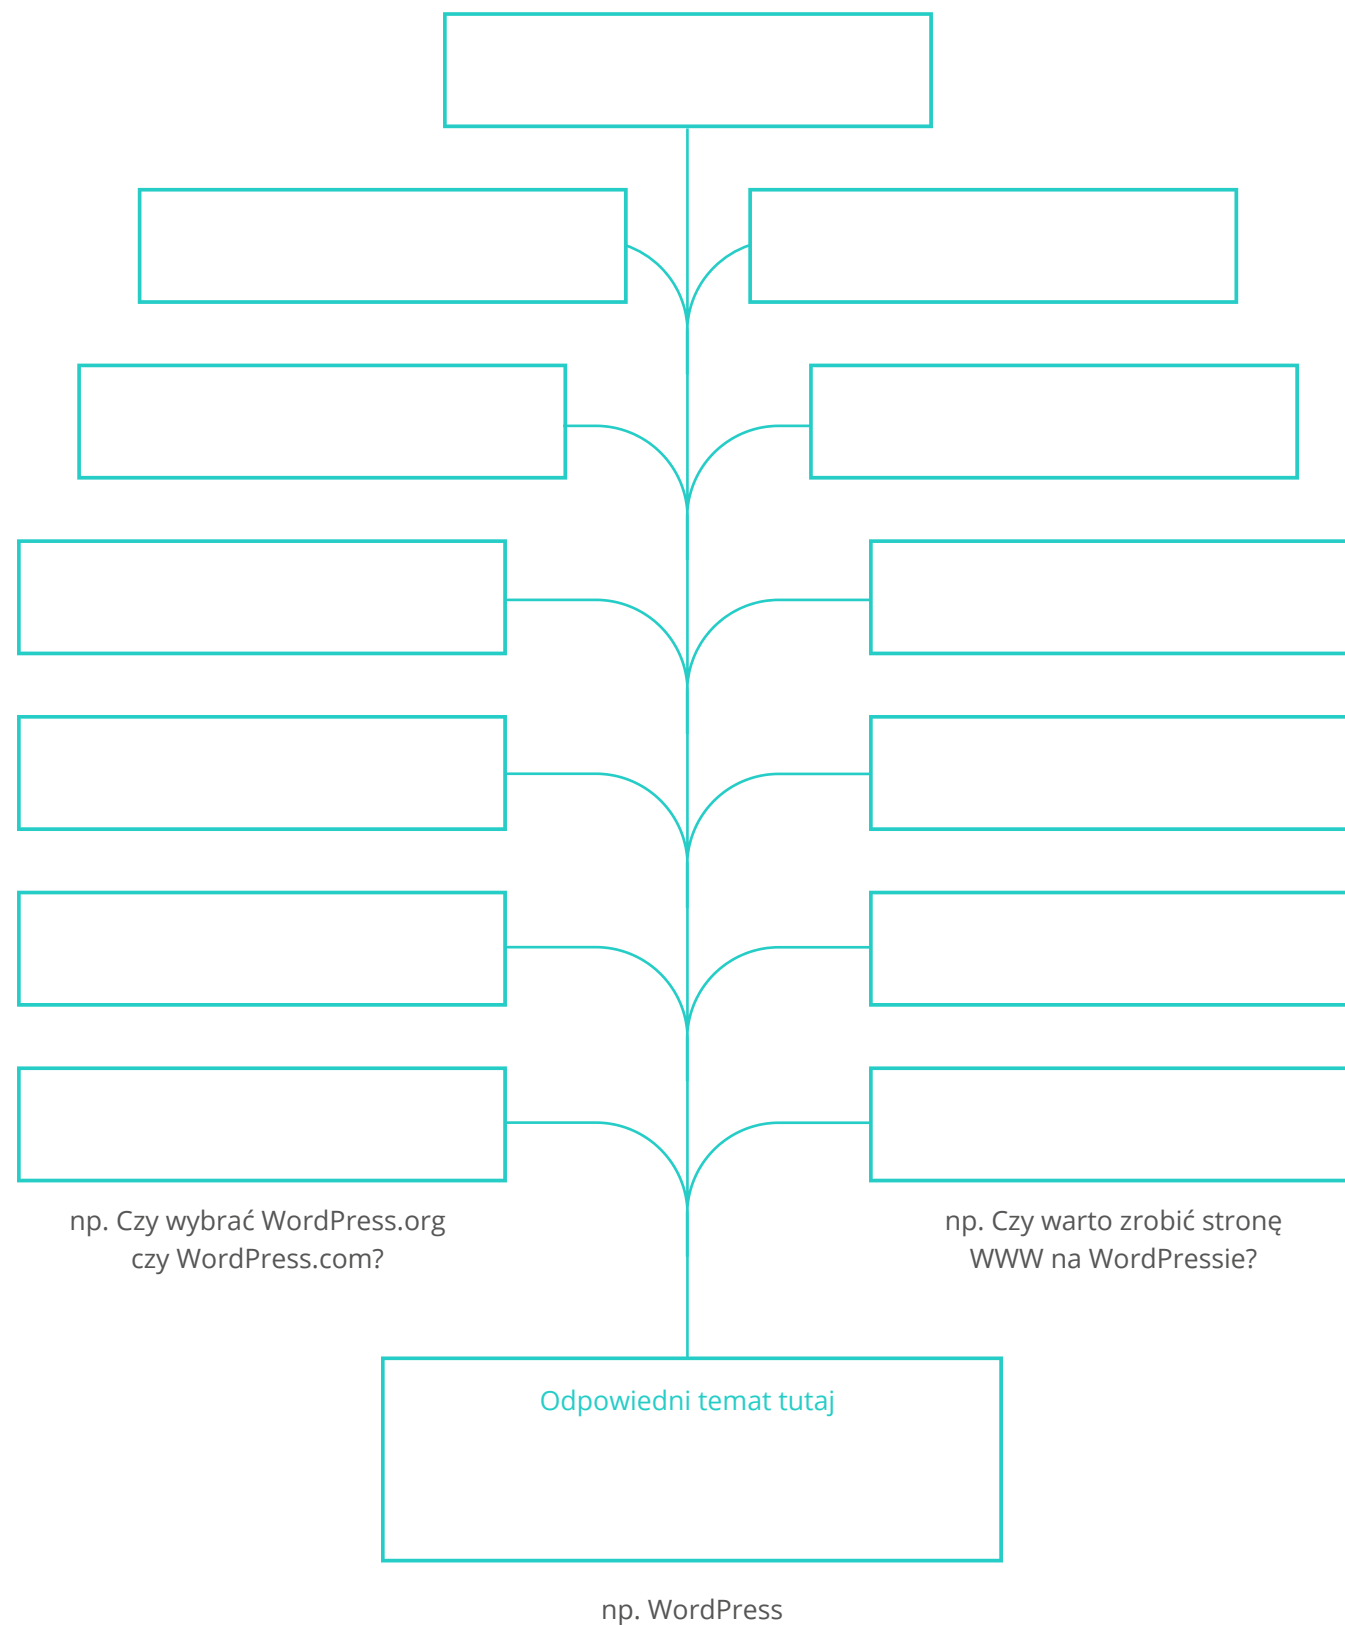 np. Czy wybrać WordPress.org
czy WordPress.com?
np. Czy warto zrobić stronę
WWW na WordPressie?
Odpowiedni temat tutaj
np. WordPress